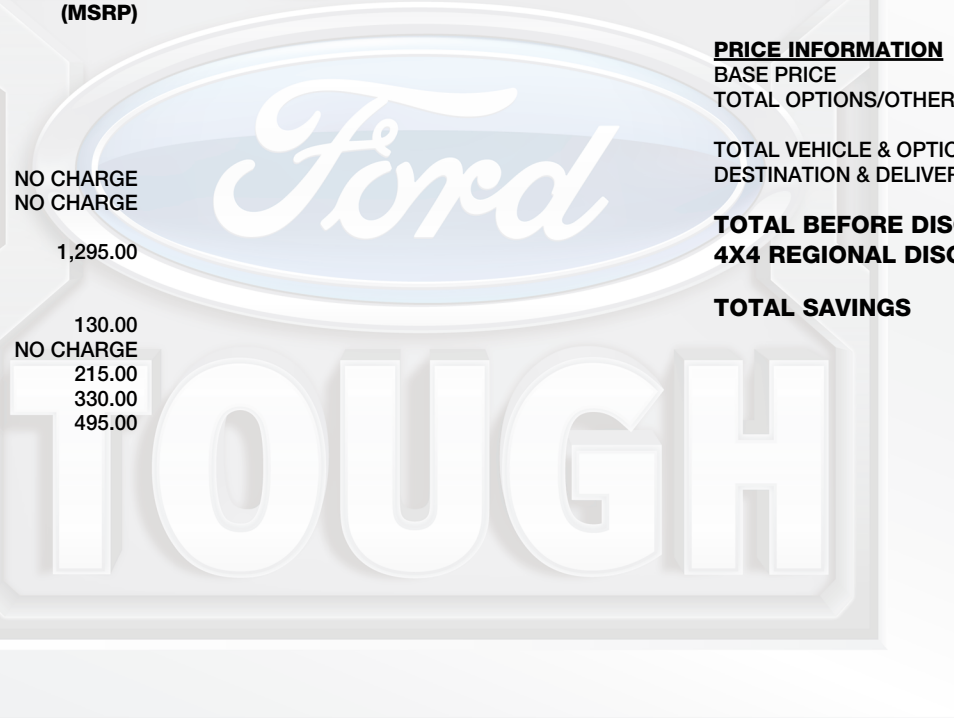 (MSRP)
NO CHARGE
NO CHARGE
1,295.00
130.00
NO CHARGE
215.00
330.00
495.00
Ford
TOUGH
PRICE INFORMATION
BASE PRICE
TOTAL OPTIONS/OTHER
TOTAL VEHICLE & OPTIO
DESTINATION & DELIVER
TOTAL BEFORE DISC
4X4 REGIONAL DISC
TOTAL SAVINGS